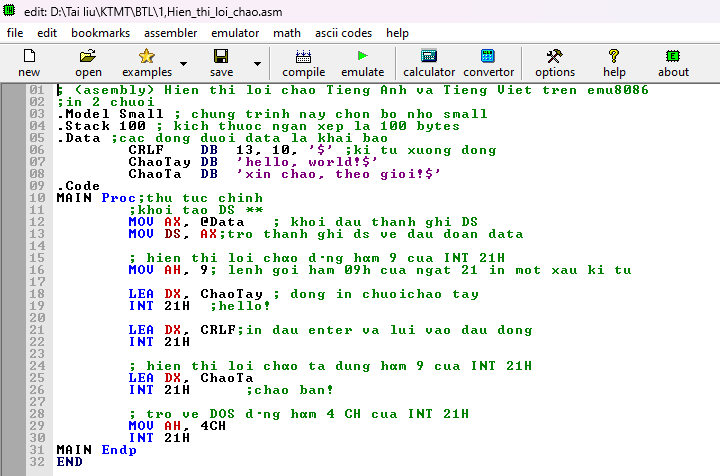 edit: D:\Tai liu\KTMT\BTL\1,Hien_thi_loi_chao.asm
file edit bookmarks assembler emulator math ascii codes help
new open examples save compile emulate calculator convertor options help about
01 ; (asembly) Hien thi loi chao Tieng Anh va Tieng Viet tren emu8086
02 ;in 2 chuoi
03 .Model Small ; chung trinh nay chon bo nho small
04 .Stack 100 ; kich thuoc ngan xep la 100 bytes
05 .Data ;cac dong duoi data la khai bao
06 CRLF DB 13, 10, '$' ;ki tu xuong dong
07 ChaoTay DB 'hello, world!$'
08 ChaoTa DB 'xin chao, theo gioi!$'
09 .Code
10 MAIN Proc;thu tuc chinh
11 ;khoi tao DS **
12 MOV AX, @Data ; khoi dau thanh ghi DS
13 MOV DS, AX;tro thanh ghi ds ve dau doan data
14
15 ; hien thi loi chαo d·ng hαm 9 cua INT 21H
16 MOV AH, 9; lenh goi ham 09h cua ngat 21 in mot xau ki tu
17
18 LEA DX, ChaoTay ; dong in chuoichao tay
19 INT 21H ;hello!
20
21 LEA DX, CRLF;in dau enter va lui vao dau dong
22 INT 21H
23
24 ; hien thi loi chαo ta dung hαm 9 cua INT 21H
25 LEA DX, ChaoTa
26 INT 21H ;chao ban!
27
28 ; tro ve DOS d·ng hαm 4 CH cua INT 21H
29 MOV AH, 4CH
30 INT 21H
31 MAIN Endp
32 END